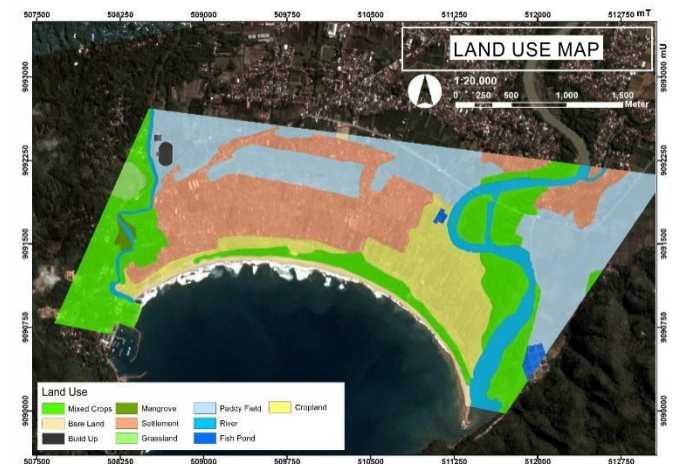 507500 508250 509000 509750 510500 511250 512000 512750 mT
LAND USE MAP
1:20.000
0 250 500 1,000 1,500
Meter
9093000 9093000 mU
9092250 9092250
9091500 9091500
9090750 9090750
9090000 9090000
Land Use
Mixed Crops Mangrove Paddy Field Cropland
Bare Land Settlement River
Build Up Grassland Fish Pond
507500 508250 509000 509750 510500 511250 512000 512750